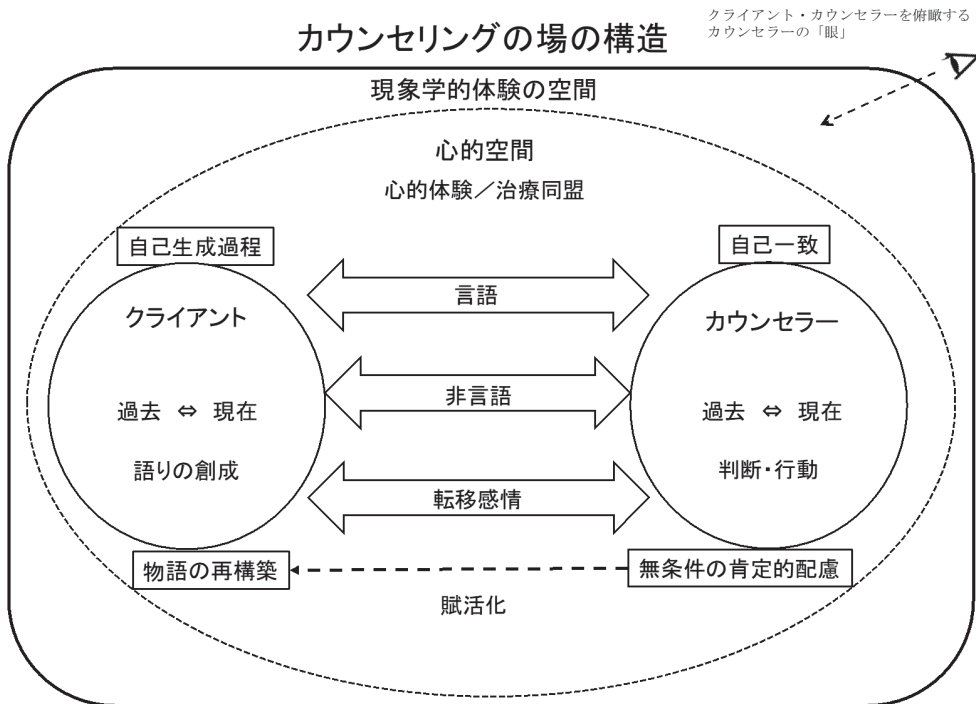 クライアント・カウンセラーを俯瞰する
カウンセラーの「眼」
カウンセリングの場の構造
現象学的体験の空間
心的空間
心的体験／治療同盟
自己生成過程
自己一致
言語
クライアント
カウンセラー
非言語
過去 ⇔ 現在
過去 ⇔ 現在
語りの創成
判断・行動
転移感情
物語の再構築
無条件の肯定的配慮
賦活化